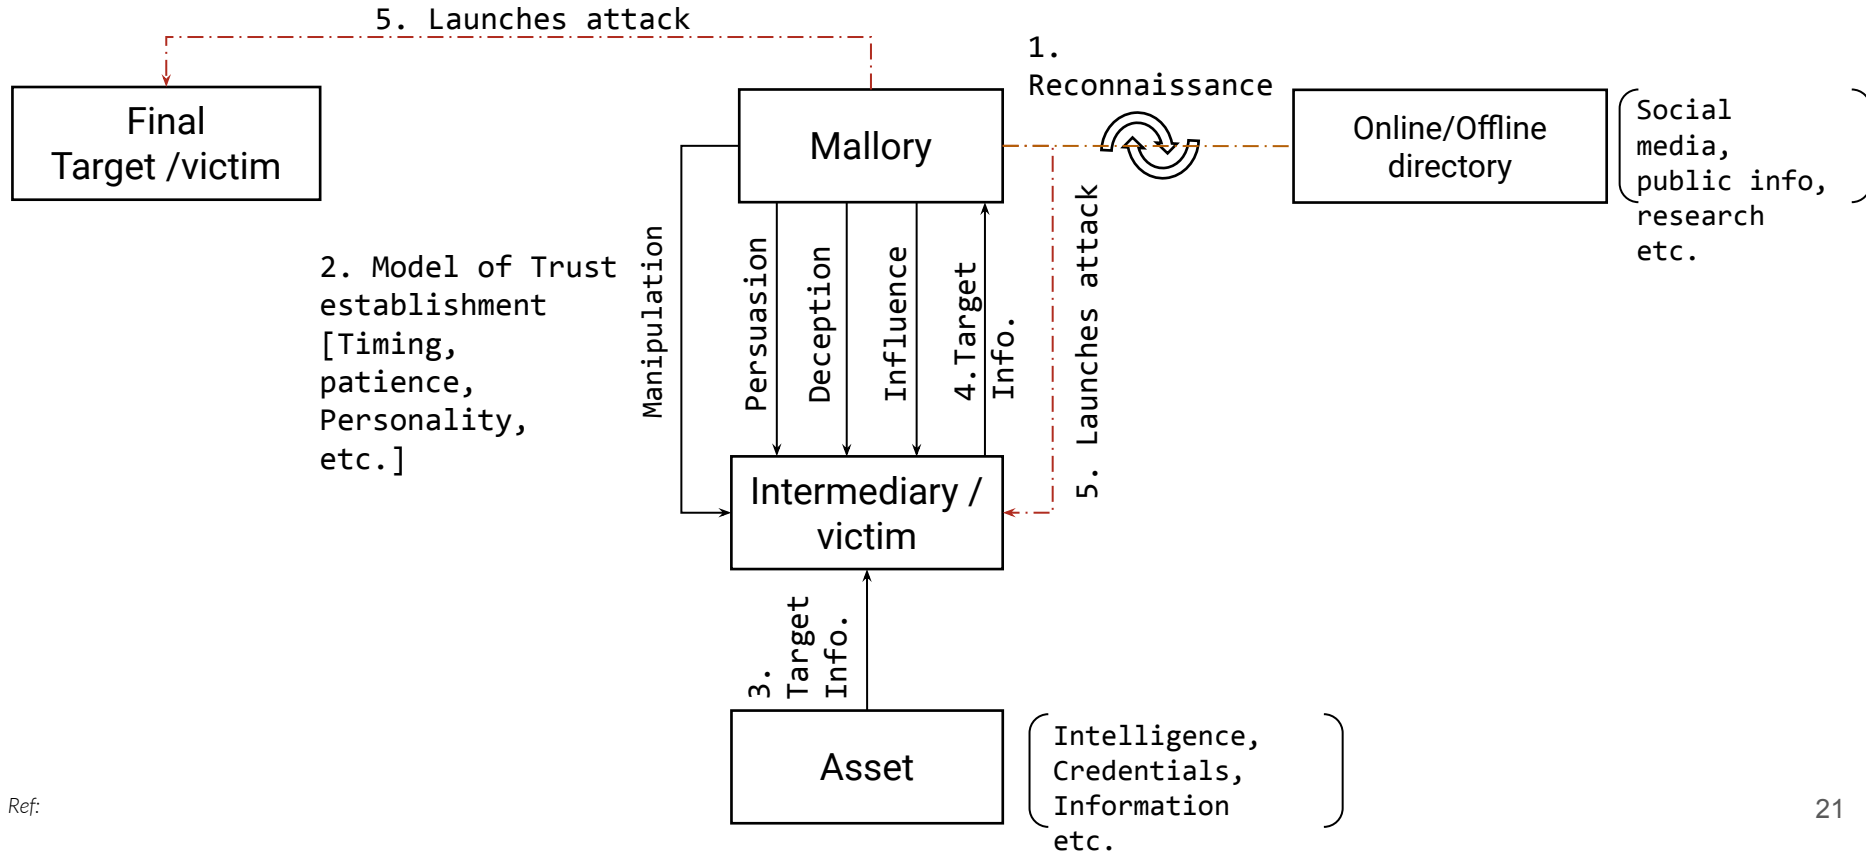 5. Launches attack
1.
Reconnaissance
Final
Target /victim
Mallory
Online/Offline
directory
Social
media,
public info,
research
etc.
2. Model of Trust
establishment
[Timing,
patience,
Personality,
etc.]
Manipulation
Persuasion
Deception
Influence
4.Target
Info.
5. Launches attack
Intermediary /
victim
3.
Target
Info.
Asset
Intelligence,
Credentials,
Information
etc.
Ref:
21